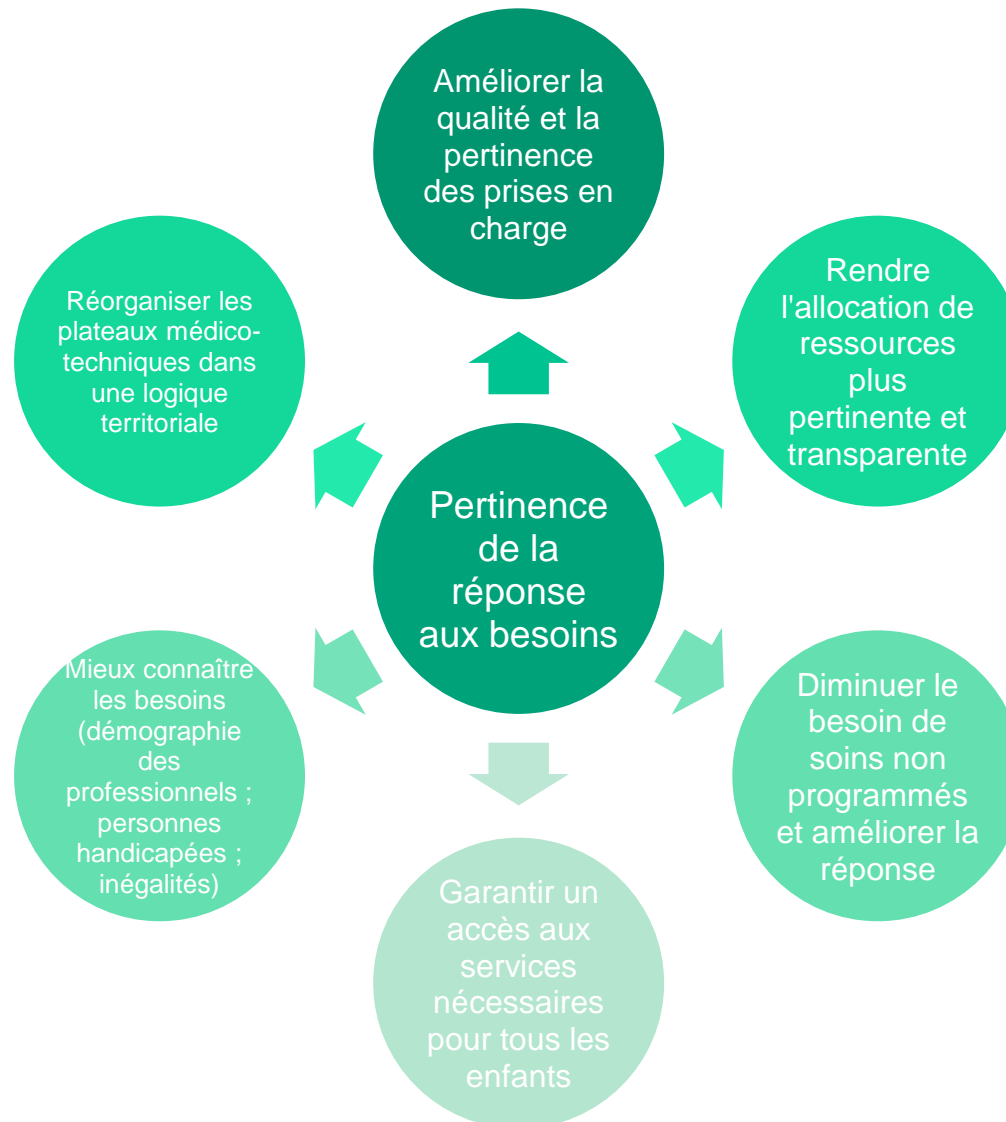 Améliorer la
qualité et la
pertinence
des prises en
charge
Rendre
l'allocation de
ressources
plus
pertinente et
transparente
Diminuer le
besoin de
soins non
programmés
et améliorer la
réponse
Garantir un
accès aux
services
nécessaires
pour tous les
enfants
Mieux connaître
les besoins
(démographie
des
professionnels ;
personnes
handicapées ;
inégalités)
Réorganiser les
plateaux médico-
techniques dans
une logique
territoriale
Pertinence
de la
réponse
aux besoins